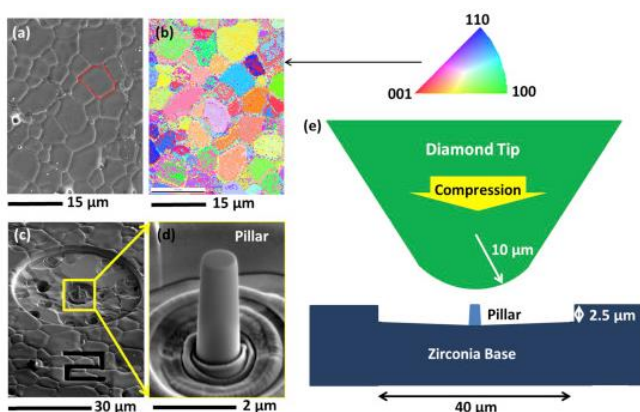 (a)
(b)
110
001
100
(e)
Diamond Tip
Compression
10 μm
15 μm
15 μm
(c)
(d)
Pillar
Pillar
2.5 μm
Zirconia Base
30 μm
2 μm
40 μm